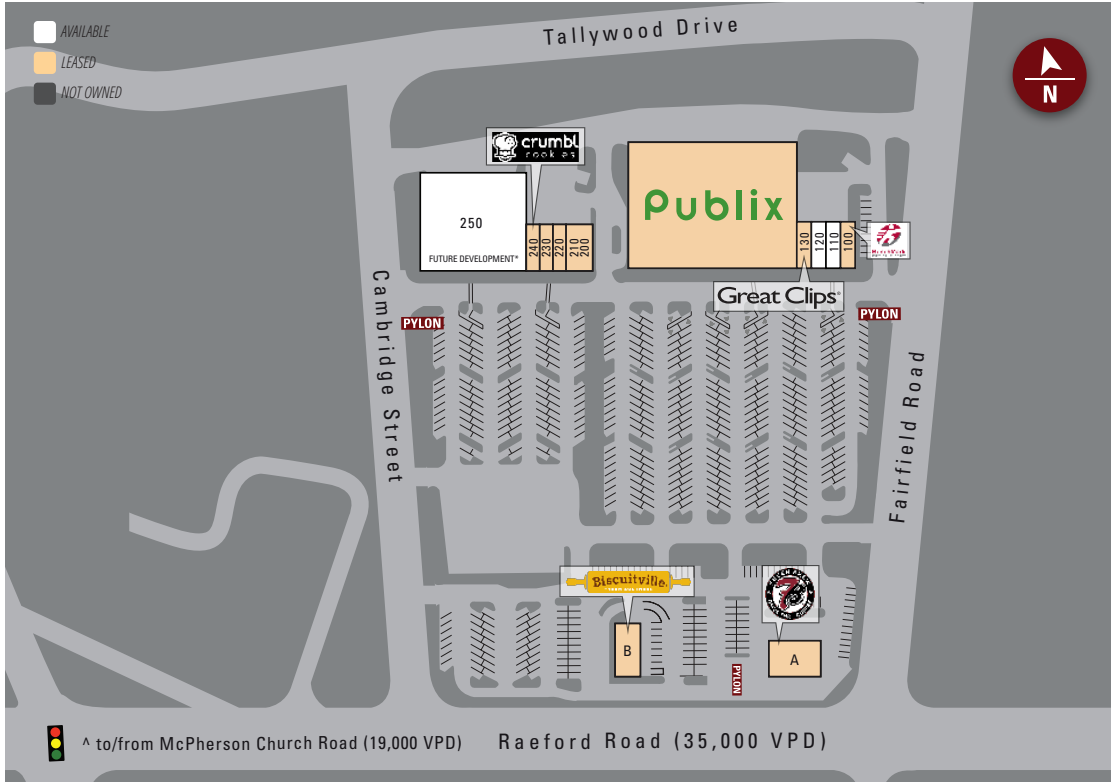 AVAILABLE
LEASED
NOT OWNED
Tallywood Drive
N
crumbl
cookies
250
FUTURE DEVELOPMENT*
240
230
220
210
200
Publix
130
120
110
100
Great Clips
PYLON
PYLON
Cambridge Street
Fairfield Road
Biscuitville
7
B
A
PYLON
^ to/from McPherson Church Road (19,000 VPD)
Raeford Road (35,000 VPD)